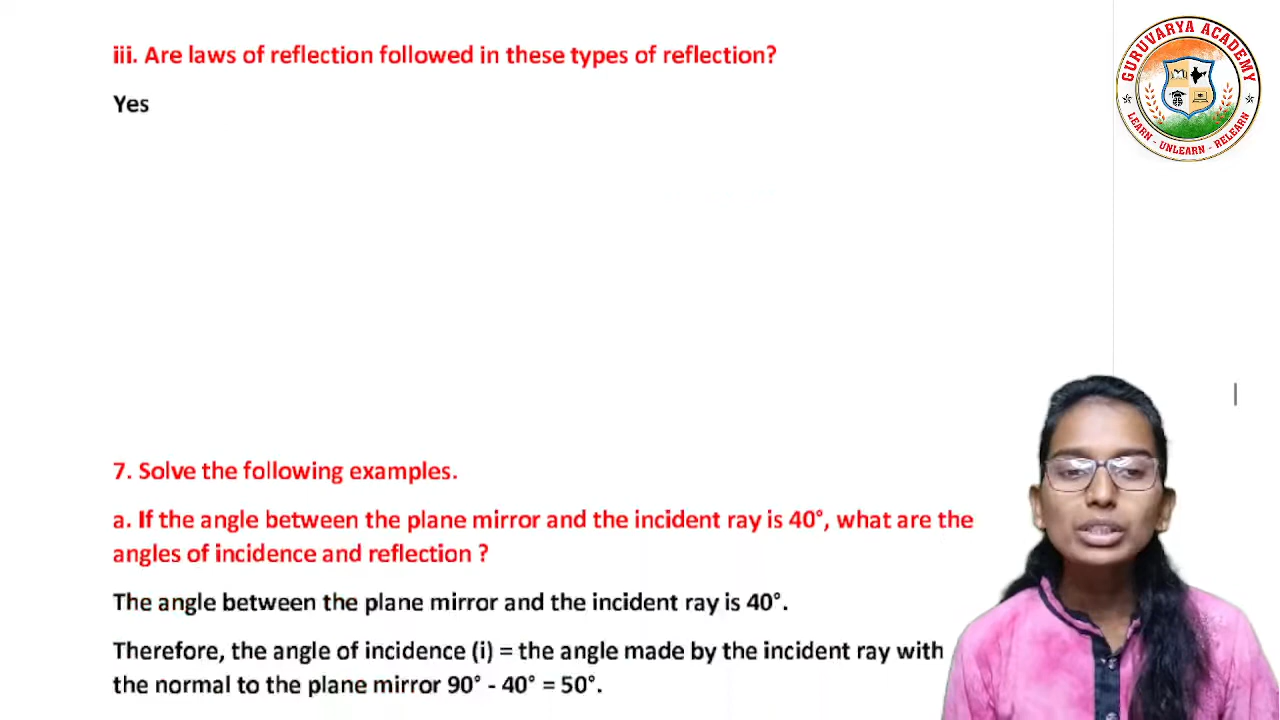 iii. Are laws of reflection followed in these types of reflection?
Yes
GURUVARYA ACADEMY
LEARN - UNLEARN - RELEARN
7. Solve the following examples.
a. If the angle between the plane mirror and the incident ray is 40°, what are the
angles of incidence and reflection ?
The angle between the plane mirror and the incident ray is 40°.
Therefore, the angle of incidence (i) = the angle made by the incident ray with
the normal to the plane mirror 90° - 40° = 50°.